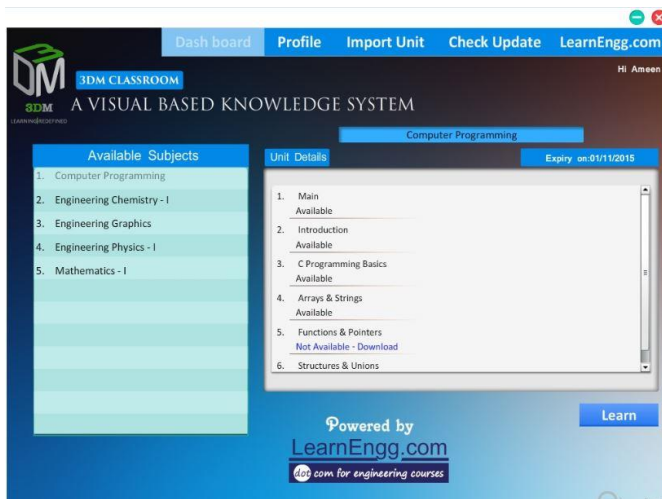 Dash board Profile Import Unit Check Update LearnEngg.com
Hi Ameen
3DM
LEARNING REDEFINED
3DM CLASSROOM
A VISUAL BASED KNOWLEDGE SYSTEM
Computer Programming
Available Subjects
1. Computer Programming
2. Engineering Chemistry - I
3. Engineering Graphics
4. Engineering Physics - I
5. Mathematics - I
Unit Details
Expiry on:01/11/2015
1. Main
Available
2. Introduction
Available
3. C Programming Basics
Available
4. Arrays & Strings
Available
5. Functions & Pointers
Not Available - Download
6. Structures & Unions
Learn
Powered by
LearnEngg.com
dot com for engineering courses